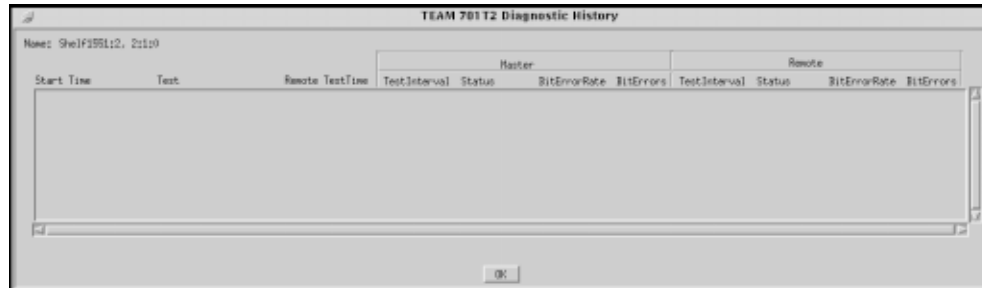 TEAM 701T2 Diagnostic History
Name: Shelf1551:2, 2:1:0
Master Remote
Start Time Test Remote TestTime TestInterval Status BitErrorRate BitErrors TestInterval Status BitErrorRate BitErrors
OK